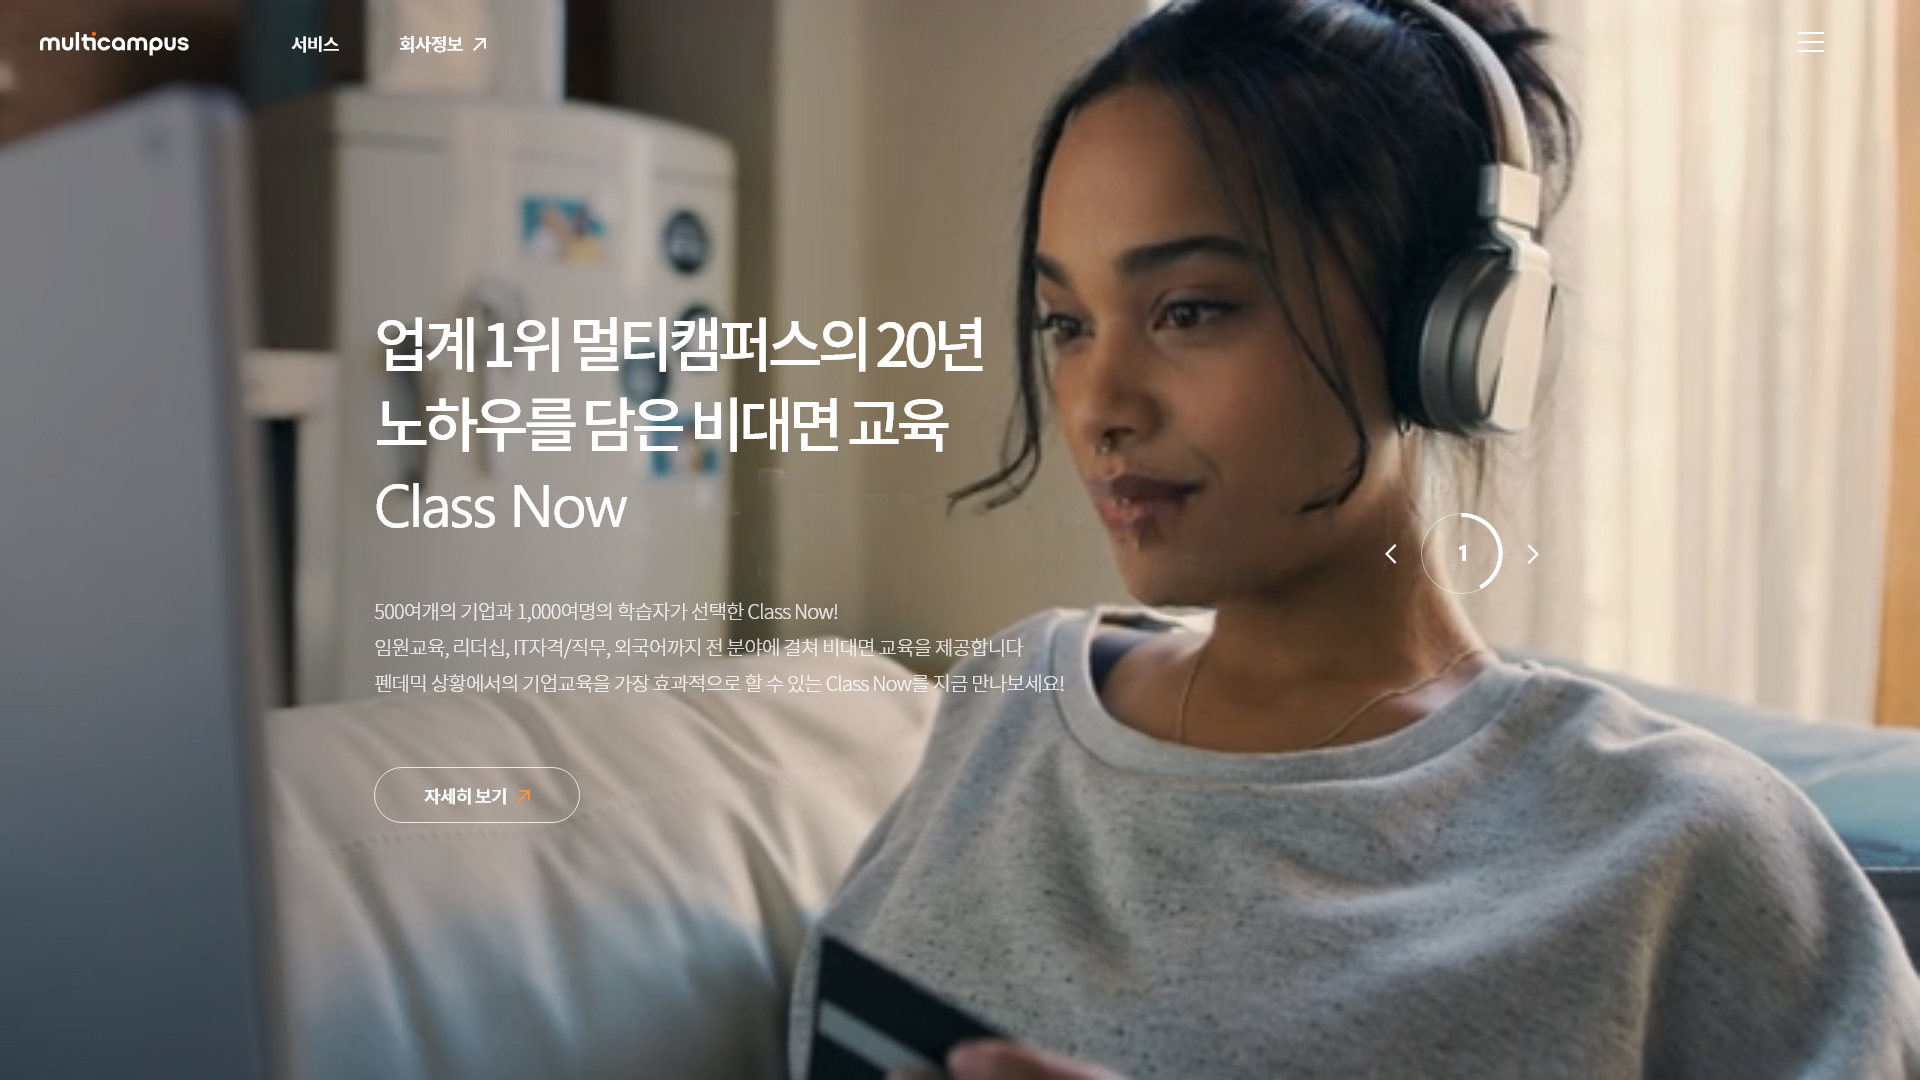 multicampus
서비스
회사정보
업계 1위 멀티캠퍼스의 20년
노하우를 담은 비대면 교육
Class Now
1
500여개의 기업과 1,000여명의 학습자가 선택한 Class Now!
임원교육, 리더십, IT자격/직무, 외국어까지 전 분야에 걸쳐 비대면 교육을 제공합니다
펜데믹 상황에서의 기업교육을 가장 효과적으로 할 수 있는 Class Now를 지금 만나보세요!
자세히 보기